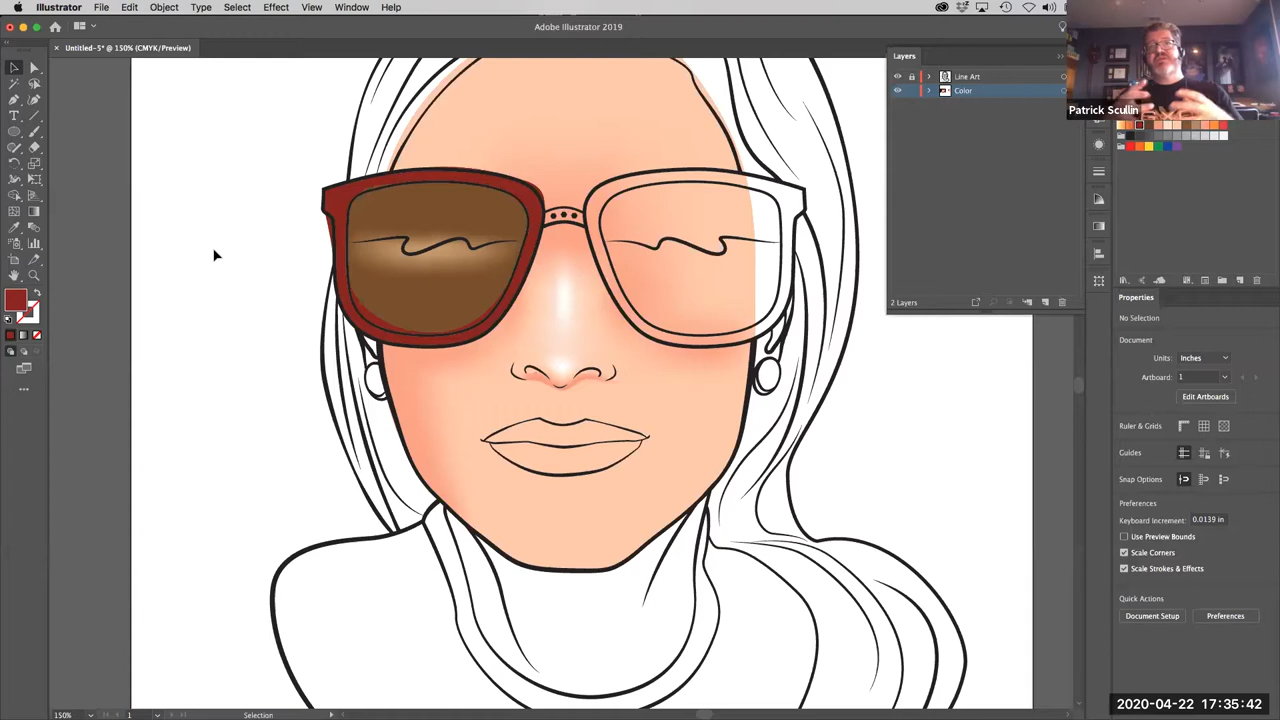 Illustrator File Edit Object Type Select Effect View Window Help
Adobe Illustrator 2019
× Untitled-5* @ 150% (CMYK/Preview)
Layers
Line Art
Color
2 Layers
Patrick Scullin
Properties
No Selection
Document
Units: Inches
Artboard: 1
Edit Artboards
Ruler & Grids
Guides
Snap Options
Preferences
Keyboard Increment: 0.0139 in
Use Preview Bounds
Scale Corners
Scale Strokes & Effects
Quick Actions
Document Setup Preferences
150% 1 Selection
2020-04-22 17:35:42